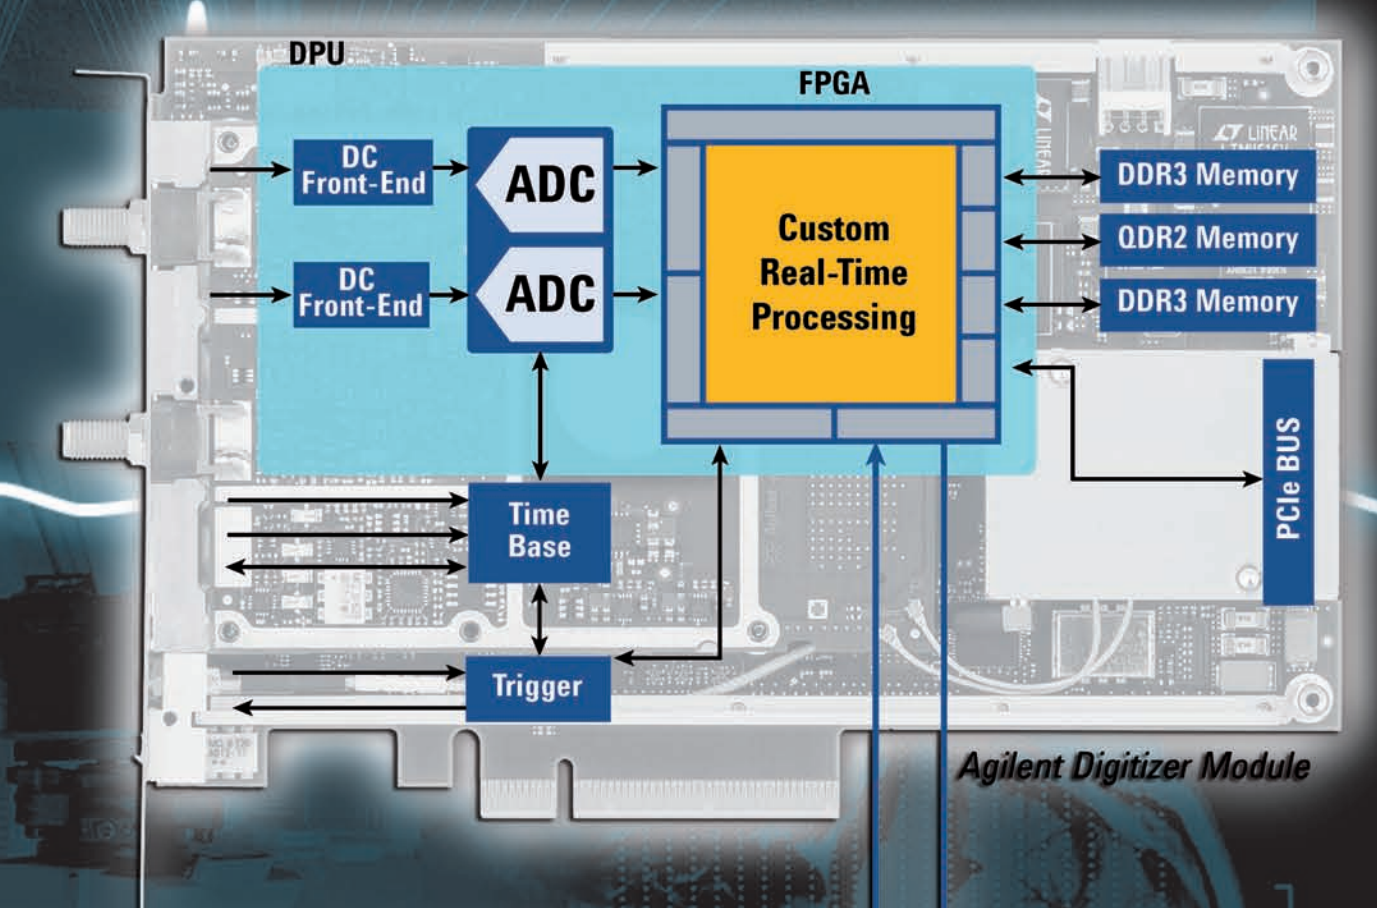 DPU
FPGA
DC
Front-End
ADC
DC
Front-End
ADC
Custom
Real-Time
Processing
LINEAR
LINEAR
DDR3 Memory
QDR2 Memory
DDR3 Memory
PCIe BUS
Time
Base
Trigger
Agilent Digitizer Module